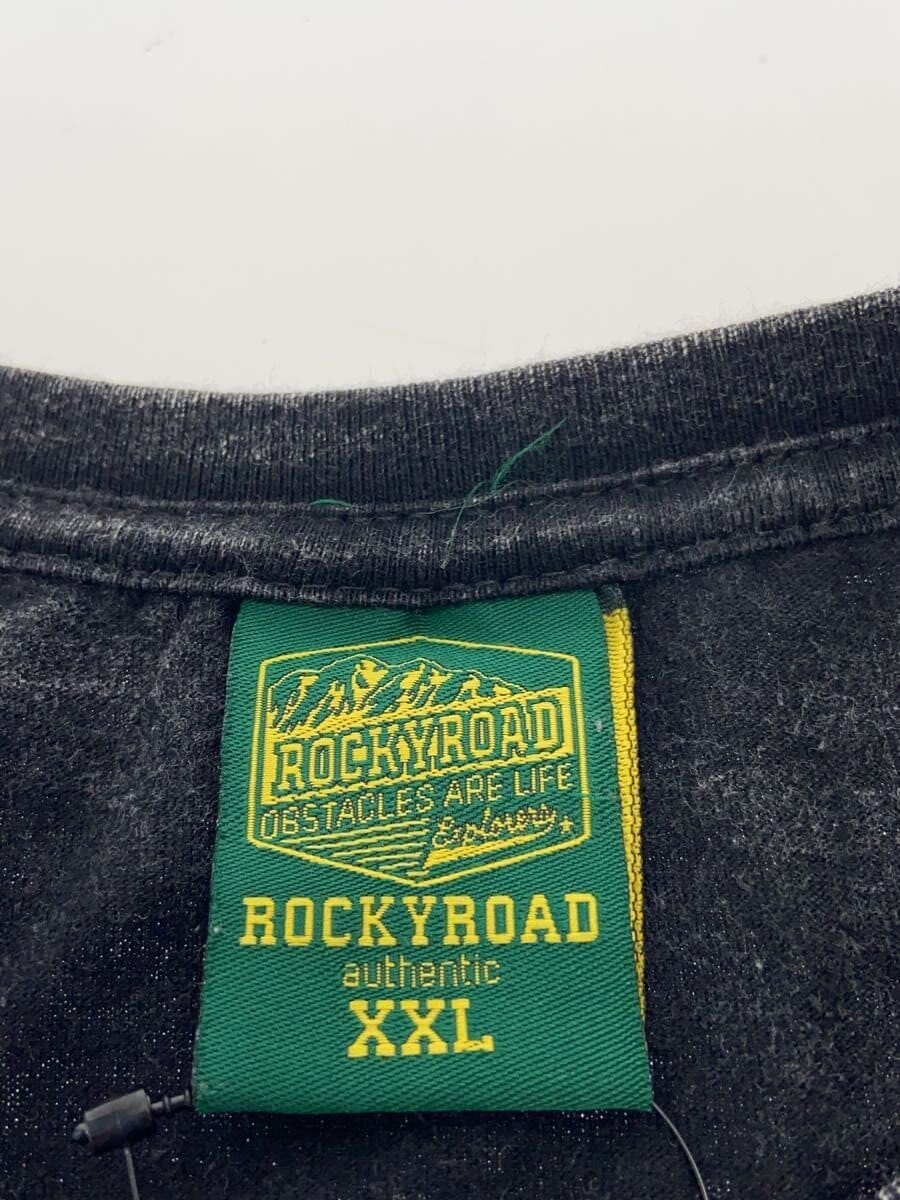 ROCKYROAD
OBSTACLES ARE LIFE
Explorers
ROCKYROAD
authentic
XXL